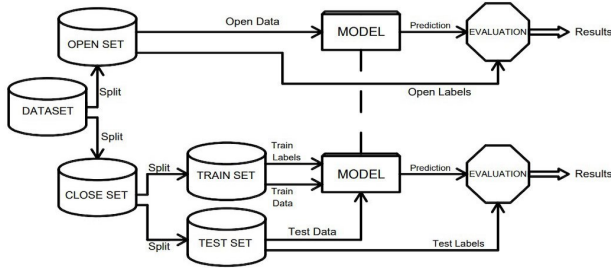 Open Data
OPEN SET
MODEL
Prediction
EVALUATION
Results
Split
Open Labels
DATASET
Split
Train
Labels
Split
TRAIN SET
MODEL
Prediction
EVALUATION
Results
CLOSE SET
Train
Data
Split
TEST SET
Test Data
Test Labels